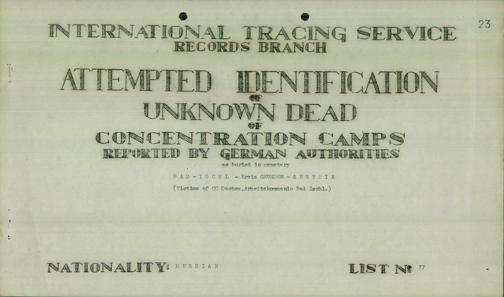 23
INTERNATIONAL TRACING SERVICE
RECORDS BRANCH
ATTEMPTED IDENTIFICATION
OF
UNKNOWN DEAD
OF
CONCENTRATION CAMPS
REPORTED BY GERMAN AUTHORITIES
as buried in cemetery
BAD-ISCHL - Kreis GMUNDEN - AUSTRIA
(Victims of CC Dachau, Arbeitskommando Bad Ischl.)
NATIONALITY: RUSSIAN
LIST Nº 77